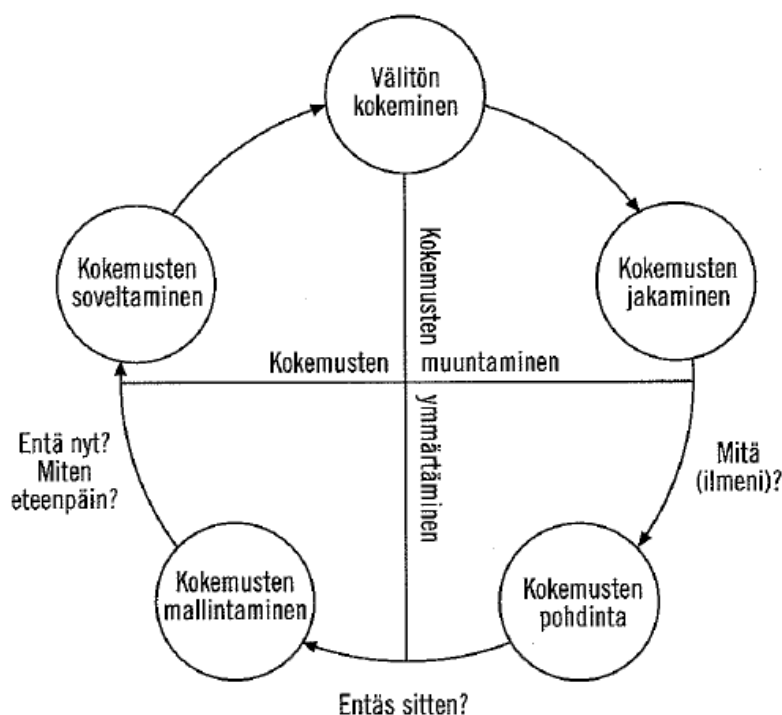 Välitön
kokeminen
Kokemusten
soveltaminen
Kokemusten
jakaminen
Kokemusten
Kokemusten muuntaminen
ymmärtäminen
Entä nyt?
Miten
eteenpäin?
Mitä
(ilmeni)?
Kokemusten
mallintaminen
Kokemusten
pohdinta
Entäs sitten?